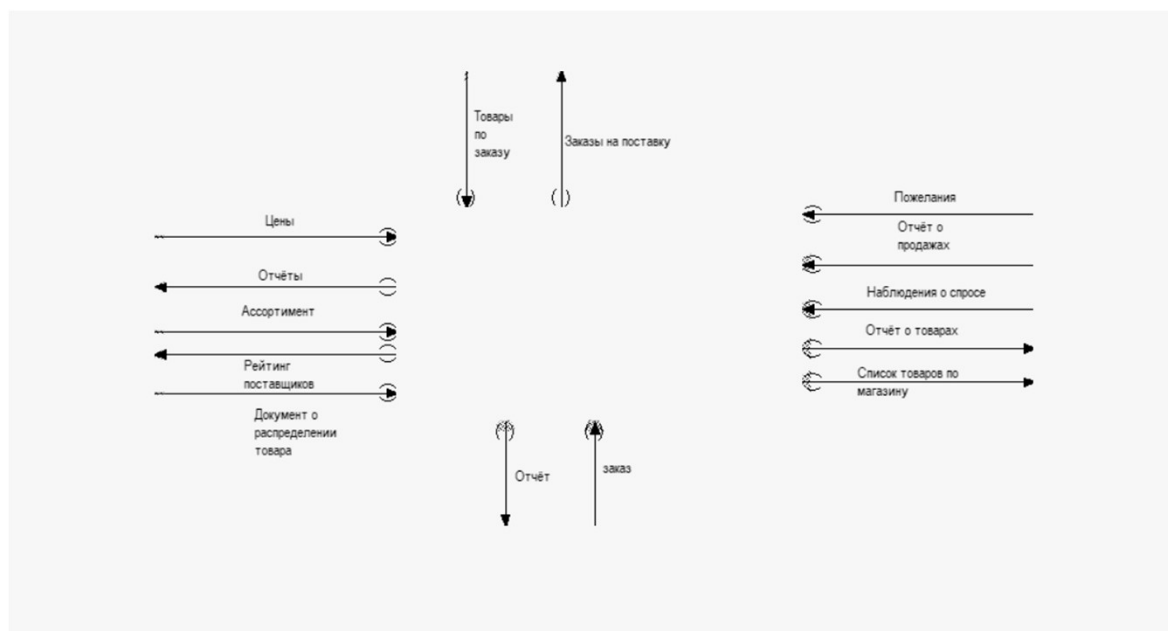 Товары
по
заказу
Заказы на поставку
Цены
Отчёты
Ассортимент
Рейтинг
поставщиков
Документ о
распределении
товара
Пожелания
Отчёт о
продажах
Наблюдения о спросе
Отчёт о товарах
Список товаров по
магазину
Отчёт
заказ